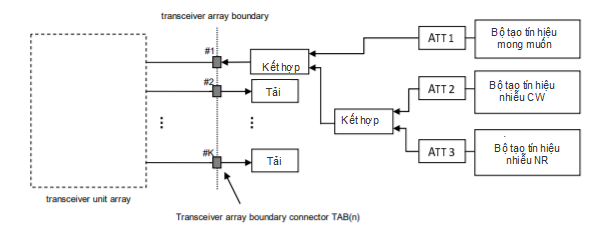 transceiver array boundary
ATT 1
Bộ tạo tín hiệu
mong muốn
#1
Kết hợp
#2
Tải
ATT 2
Bộ tạo tín hiệu
nhiễu CW
Kết hợp
#K
Tải
ATT 3
Bộ tạo tín hiệu
nhiễu NR
transceiver unit array
Transceiver array boundary connector TAB(n)